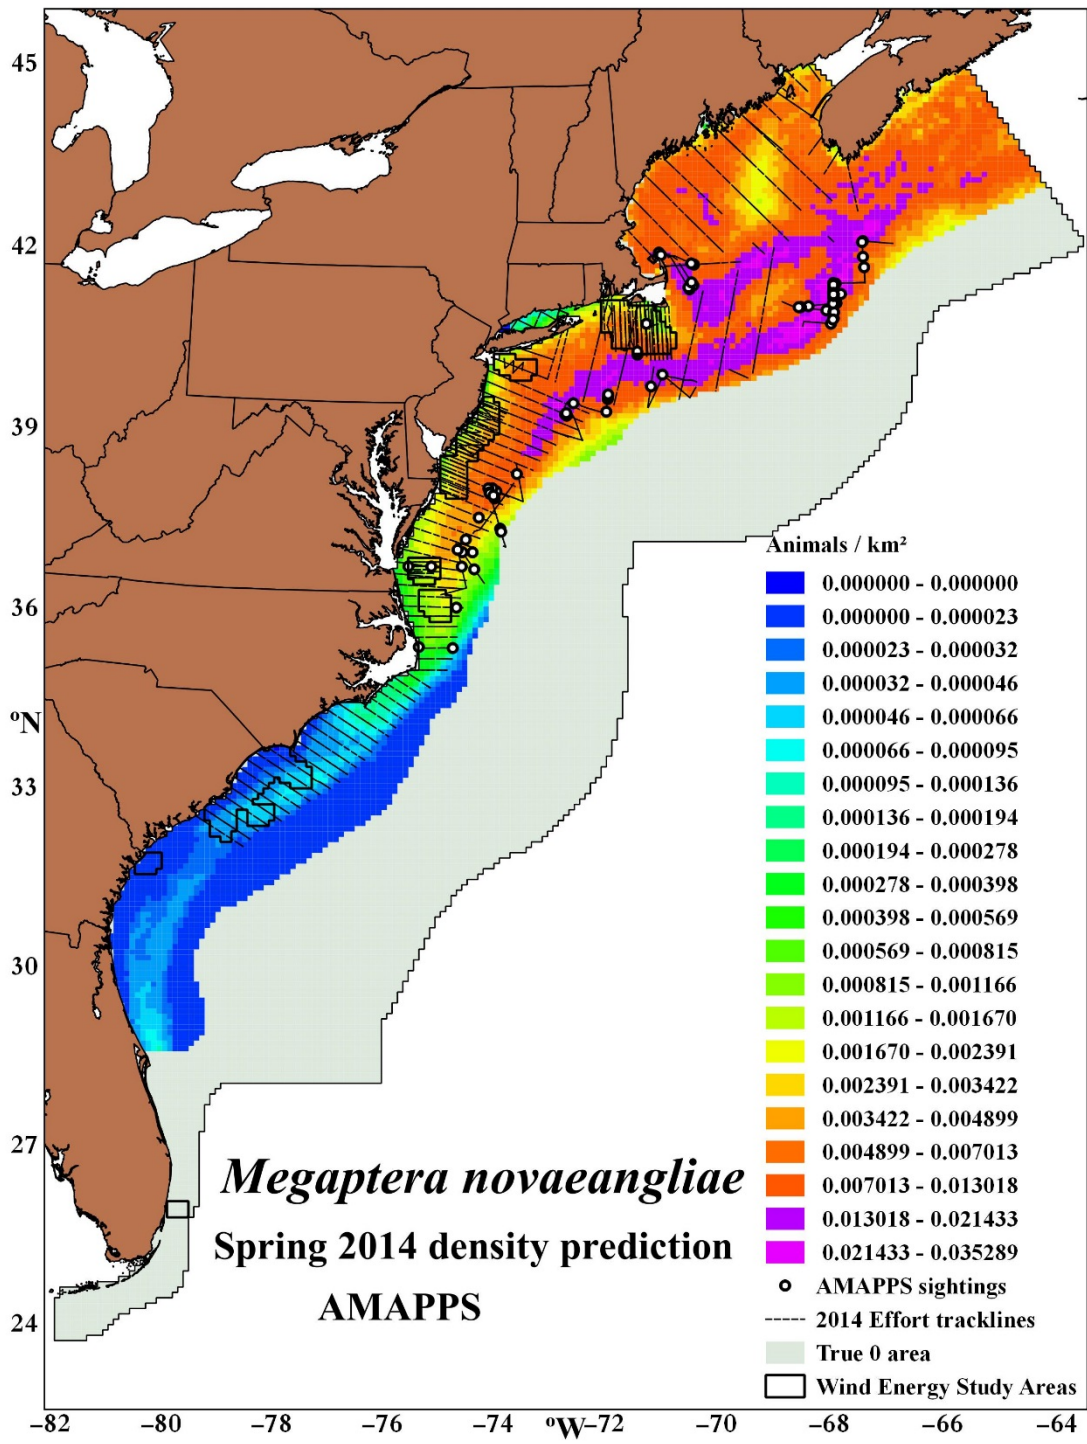 45
42
39
36
ºN
33
30
27
24
−82
−80
−78
−76
−74
ºW
−72
−70
−68
−66
−64
Megaptera novaeangliae
Spring 2014 density prediction
AMAPPS
Animals / km²
0.000000 - 0.000000
0.000000 - 0.000023
0.000023 - 0.000032
0.000032 - 0.000046
0.000046 - 0.000066
0.000066 - 0.000095
0.000095 - 0.000136
0.000136 - 0.000194
0.000194 - 0.000278
0.000278 - 0.000398
0.000398 - 0.000569
0.000569 - 0.000815
0.000815 - 0.001166
0.001166 - 0.001670
0.001670 - 0.002391
0.002391 - 0.003422
0.003422 - 0.004899
0.004899 - 0.007013
0.007013 - 0.013018
0.013018 - 0.021433
0.021433 - 0.035289
AMAPPS sightings
2014 Effort tracklines
True 0 area
Wind Energy Study Areas